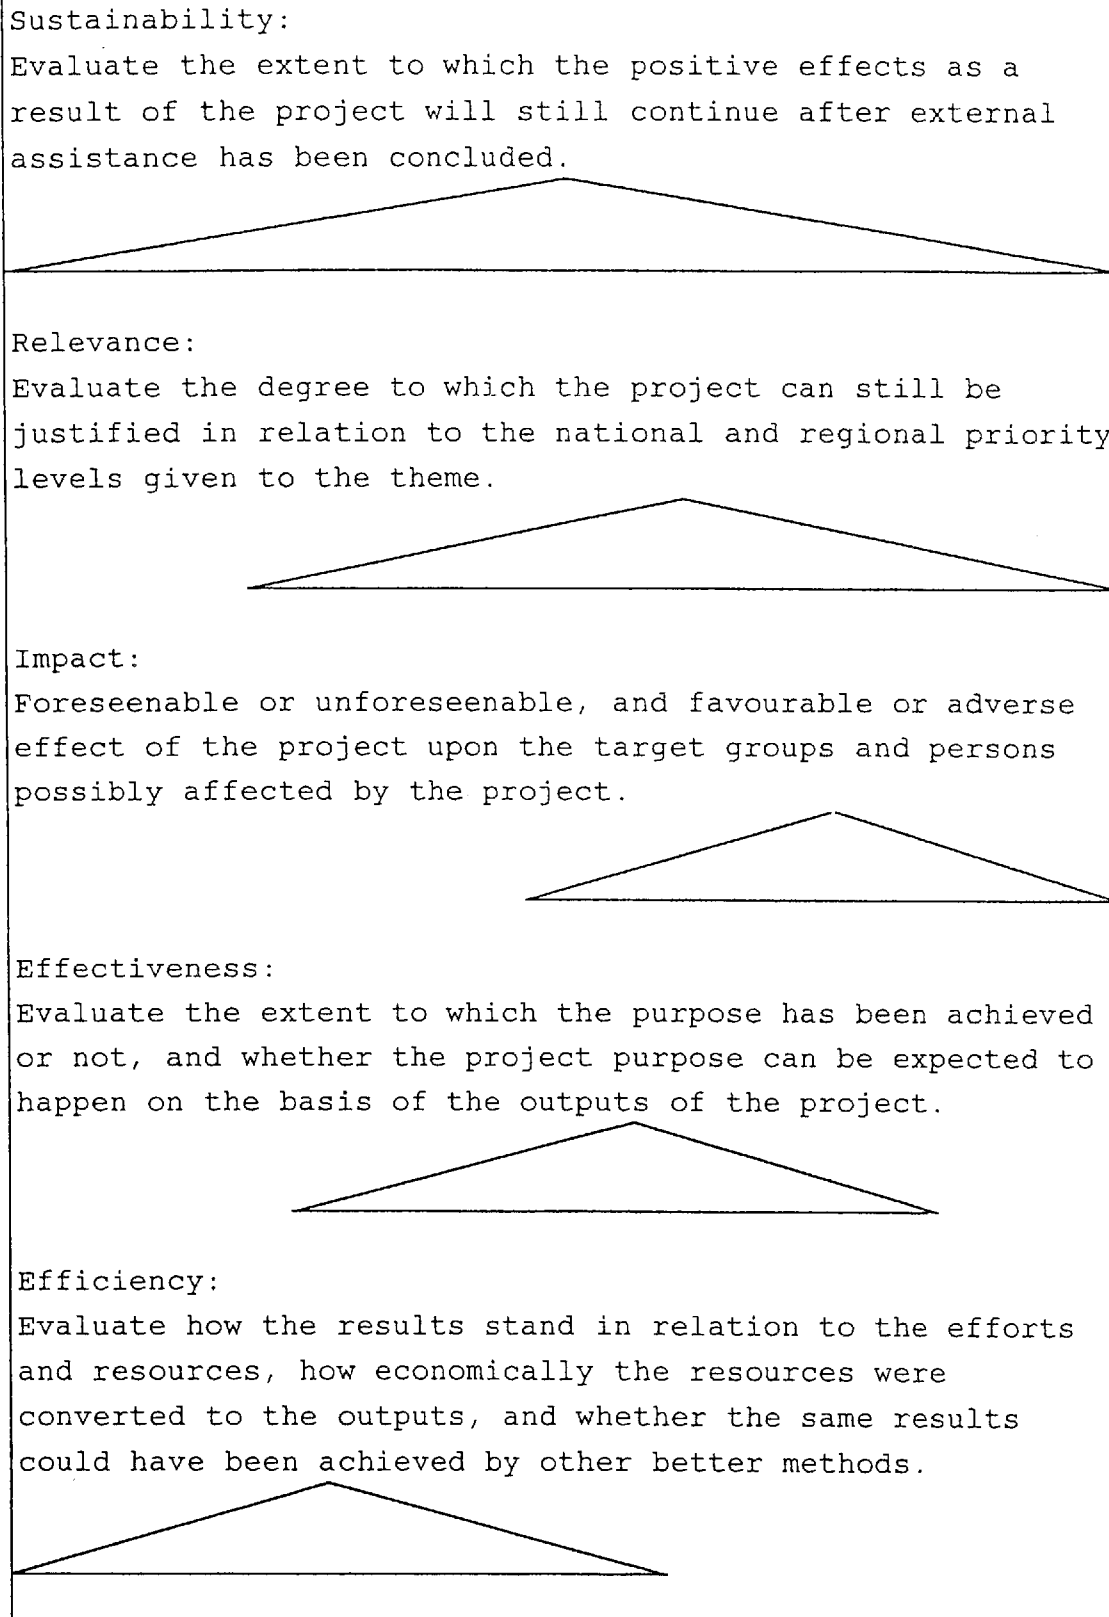 Sustainability:
Evaluate the extent to which the positive effects as a
result of the project will still continue after external
assistance has been concluded.
Relevance:
Evaluate the degree to which the project can still be
justified in relation to the national and regional priority
levels given to the theme.
Impact:
Foreseenable or unforeseenable, and favourable or adverse
effect of the project upon the target groups and persons
possibly affected by the project.
Effectiveness:
Evaluate the extent to which the purpose has been achieved
or not, and whether the project purpose can be expected to
happen on the basis of the outputs of the project.
Efficiency:
Evaluate how the results stand in relation to the efforts
and resources, how economically the resources were
converted to the outputs, and whether the same results
could have been achieved by other better methods.